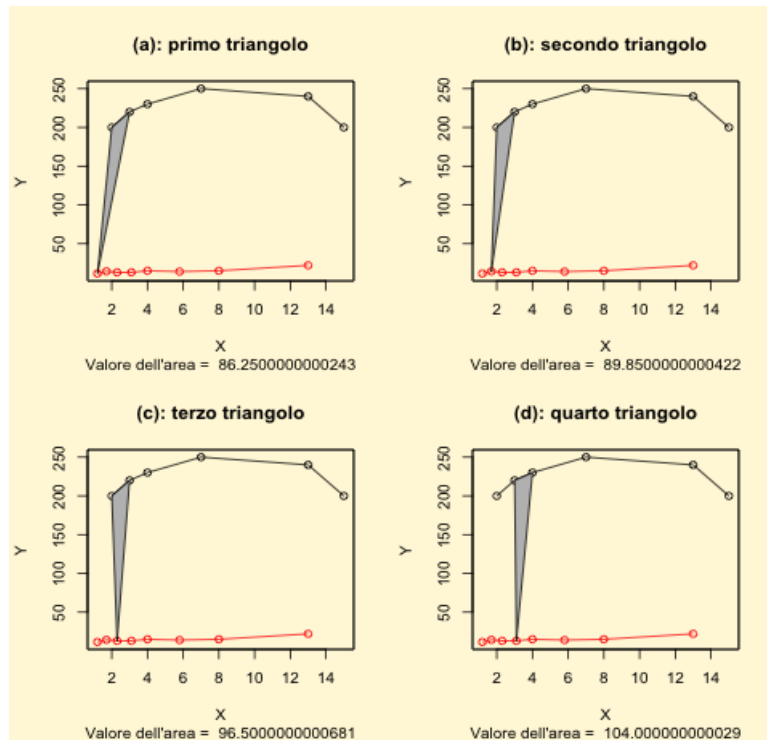 (a): primo triangolo
Y
50 100 150 200 250
2 4 6 8 10 12 14
X
Valore dell'area = 86.2500000000243
(b): secondo triangolo
Y
50 100 150 200 250
2 4 6 8 10 12 14
X
Valore dell'area = 89.8500000000422
(c): terzo triangolo
Y
50 100 150 200 250
2 4 6 8 10 12 14
X
Valore dell'area = 96.5000000000681
(d): quarto triangolo
Y
50 100 150 200 250
2 4 6 8 10 12 14
X
Valore dell'area = 104.000000000029